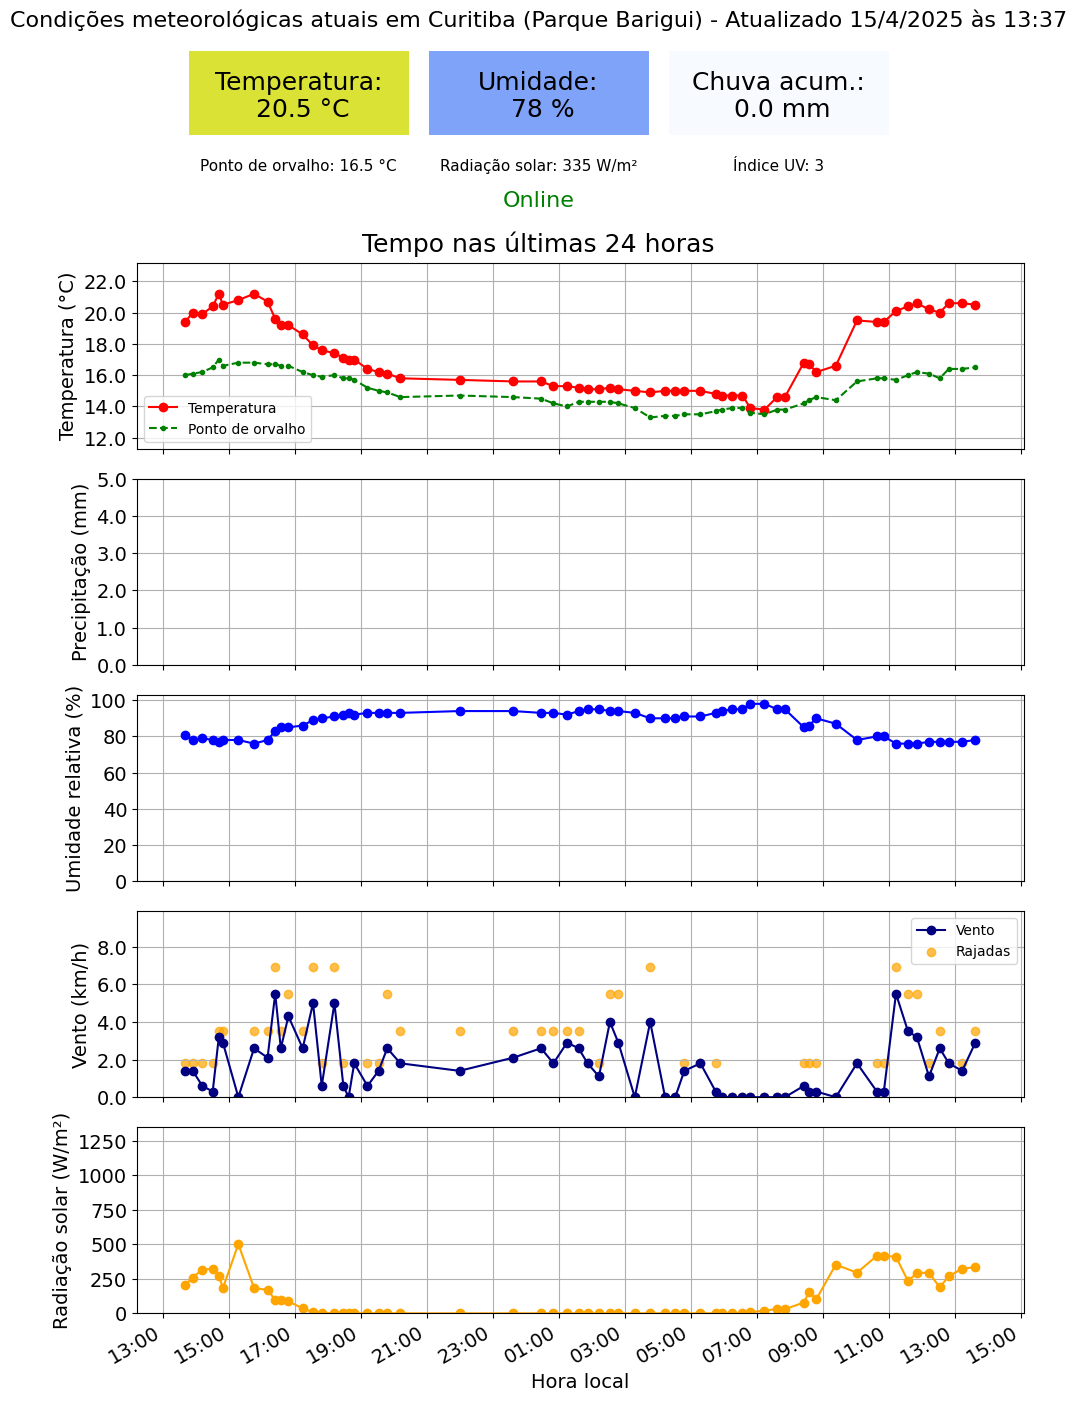 Condições meteorológicas atuais em Curitiba (Parque Barigui) - Atualizado 15/4/2025 às 13:37
Temperatura:
20.5 °C
Umidade:
78 %
Chuva acum.:
0.0 mm
Ponto de orvalho: 16.5 °C
Radiação solar: 335 W/m²
Índice UV: 3
Online
Tempo nas últimas 24 horas
Temperatura (°C)
22.0
20.0
18.0
16.0
14.0
12.0
Temperatura
Ponto de orvalho
Precipitação (mm)
5.0
4.0
3.0
2.0
1.0
0.0
Umidade relativa (%)
100
80
60
40
20
0
Vento (km/h)
8.0
6.0
4.0
2.0
0.0
Vento
Rajadas
Radiação solar (W/m²)
1250
1000
750
500
250
0
13:00
15:00
17:00
19:00
21:00
23:00
01:00
03:00
05:00
07:00
09:00
11:00
13:00
15:00
Hora local